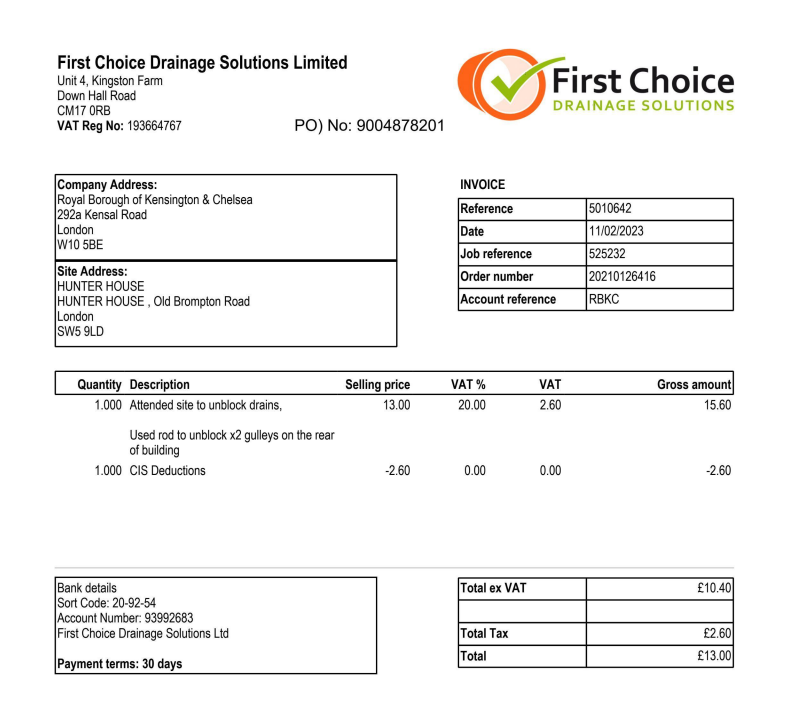 First Choice Drainage Solutions Limited
Unit 4, Kingston Farm
Down Hall Road
CM17 0RB
VAT Reg No: 193664767
PO) No: 9004878201
First Choice
DRAINAGE SOLUTIONS
Company Address:
Royal Borough of Kensington & Chelsea
292a Kensal Road
London
W10 5BE
Site Address:
HUNTER HOUSE
HUNTER HOUSE , Old Brompton Road
London
SW5 9LD
INVOICE
Reference 5010642
Date 11/02/2023
Job reference 525232
Order number 20210126416
Account reference RBKC
Quantity Description Selling price VAT % VAT Gross amount
1.000 Attended site to unblock drains, 13.00 20.00 2.60 15.60
Used rod to unblock x2 gulleys on the rear
of building
1.000 CIS Deductions -2.60 0.00 0.00 -2.60
Bank details
Sort Code: 20-92-54
Account Number: 93992683
First Choice Drainage Solutions Ltd
Payment terms: 30 days
Total ex VAT £10.40
Total Tax £2.60
Total £13.00